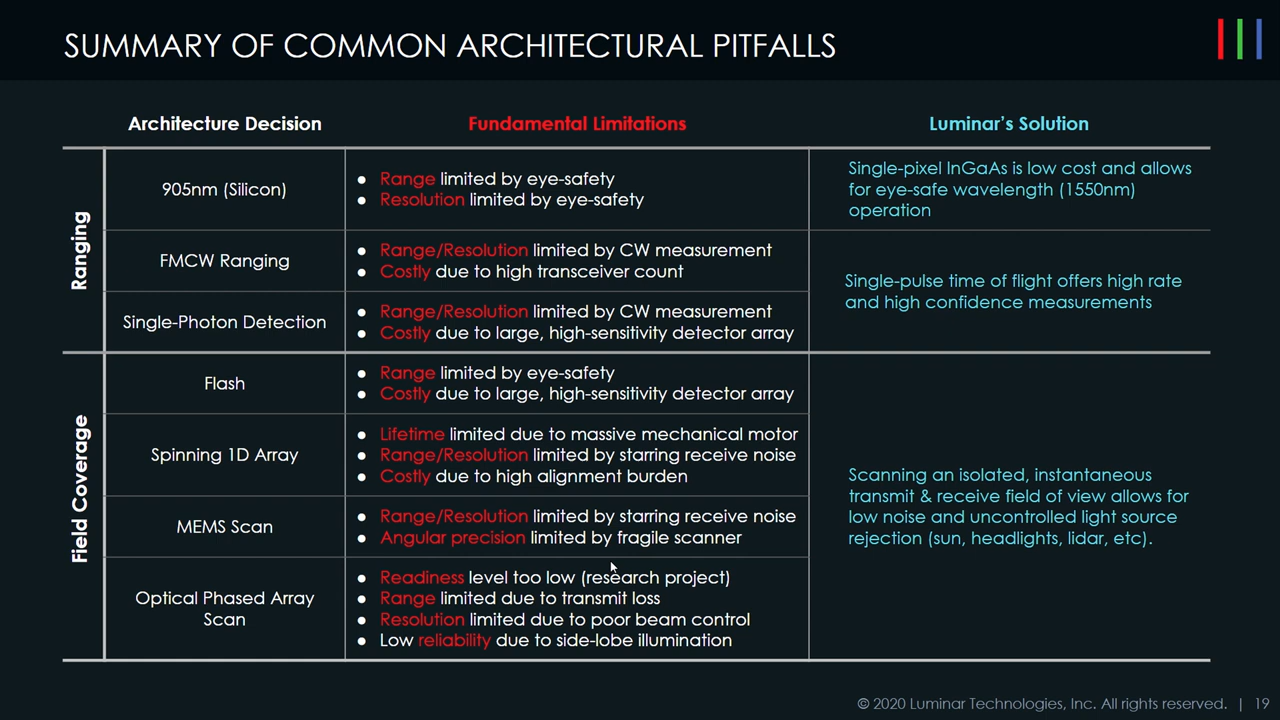 SUMMARY OF COMMON ARCHITECTURAL PITFALLS
Architecture Decision
Fundamental Limitations
Luminar's Solution
Ranging
905nm (Silicon)
● Range limited by eye-safety
● Resolution limited by eye-safety
Single-pixel InGaAs is low cost and allows
for eye-safe wavelength (1550nm)
operation
FMCW Ranging
● Range/Resolution limited by CW measurement
● Costly due to high transceiver count
Single-pulse time of flight offers high rate
and high confidence measurements
Single-Photon Detection
● Range/Resolution limited by CW measurement
● Costly due to large, high-sensitivity detector array
Field Coverage
Flash
● Range limited by eye-safety
● Costly due to large, high-sensitivity detector array
Spinning 1D Array
● Lifetime limited due to massive mechanical motor
● Range/Resolution limited by starring receive noise
● Costly due to high alignment burden
Scanning an isolated, instantaneous
transmit & receive field of view allows for
low noise and uncontrolled light source
rejection (sun, headlights, lidar, etc).
MEMS Scan
● Range/Resolution limited by starring receive noise
● Angular precision limited by fragile scanner
Optical Phased Array
Scan
● Readiness level too low (research project)
● Range limited due to transmit loss
● Resolution limited due to poor beam control
● Low reliability due to side-lobe illumination
© 2020 Luminar Technologies, Inc. All rights reserved. | 19